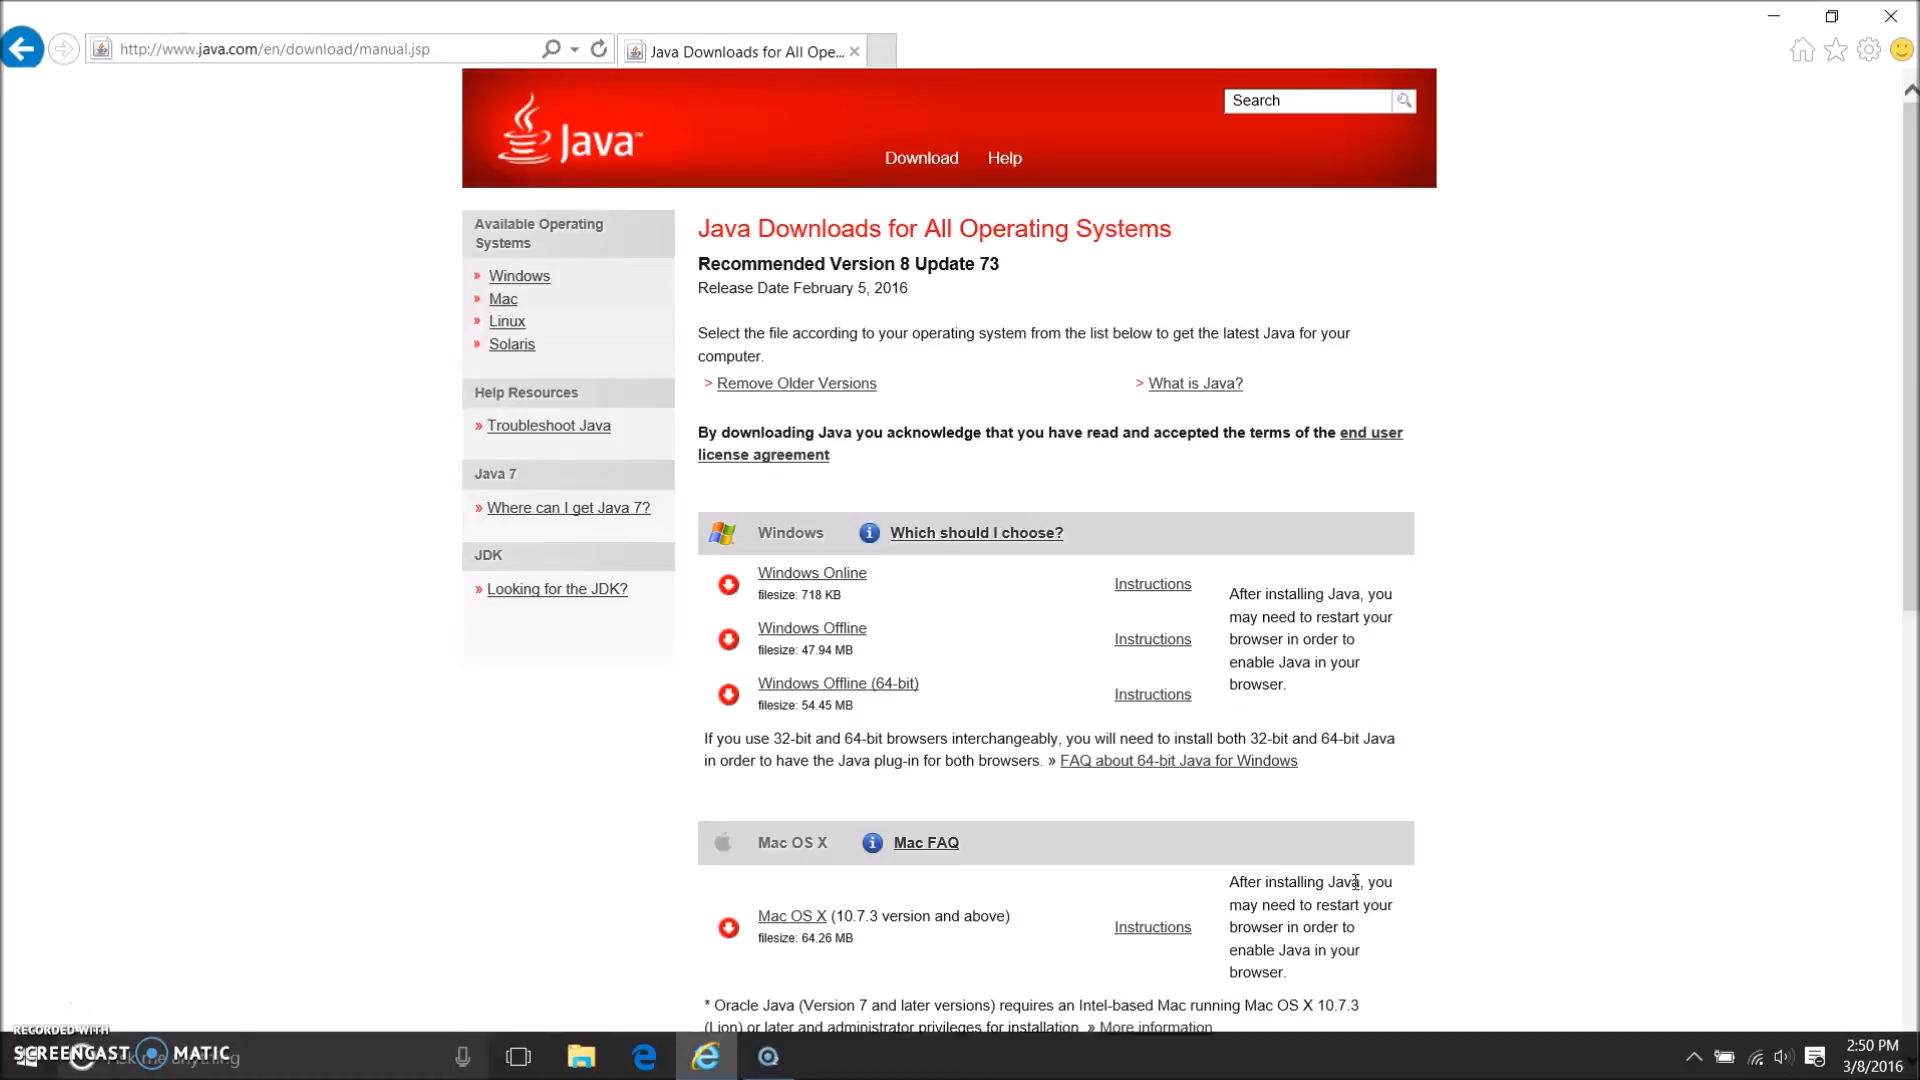 http://www.java.com/en/download/manual.jsp
Java Downloads for All Ope...
Java™
Search
Download
Help
Available Operating
Systems
» Windows
» Mac
» Linux
» Solaris
Help Resources
» Troubleshoot Java
Java 7
» Where can I get Java 7?
JDK
» Looking for the JDK?
Java Downloads for All Operating Systems
Recommended Version 8 Update 73
Release Date February 5, 2016
Select the file according to your operating system from the list below to get the latest Java for your
computer.
> Remove Older Versions
> What is Java?
By downloading Java you acknowledge that you have read and accepted the terms of the end user
license agreement
Windows
Which should I choose?
Windows Online
filesize: 718 KB
Instructions
Windows Offline
filesize: 47.94 MB
Instructions
Windows Offline (64-bit)
filesize: 54.45 MB
Instructions
After installing Java, you
may need to restart your
browser in order to
enable Java in your
browser.
If you use 32-bit and 64-bit browsers interchangeably, you will need to install both 32-bit and 64-bit Java
in order to have the Java plug-in for both browsers. » FAQ about 64-bit Java for Windows
Mac OS X
Mac FAQ
Mac OS X (10.7.3 version and above)
filesize: 64.26 MB
Instructions
After installing Java, you
may need to restart your
browser in order to
enable Java in your
browser.
* Oracle Java (Version 7 and later versions) requires an Intel-based Mac running Mac OS X 10.7.3
(Lion) or later and administrator privileges for installation. » More information
RECORDED WITH
SCREENCAST MATIC
Ask me anything
2:50 PM
3/8/2016